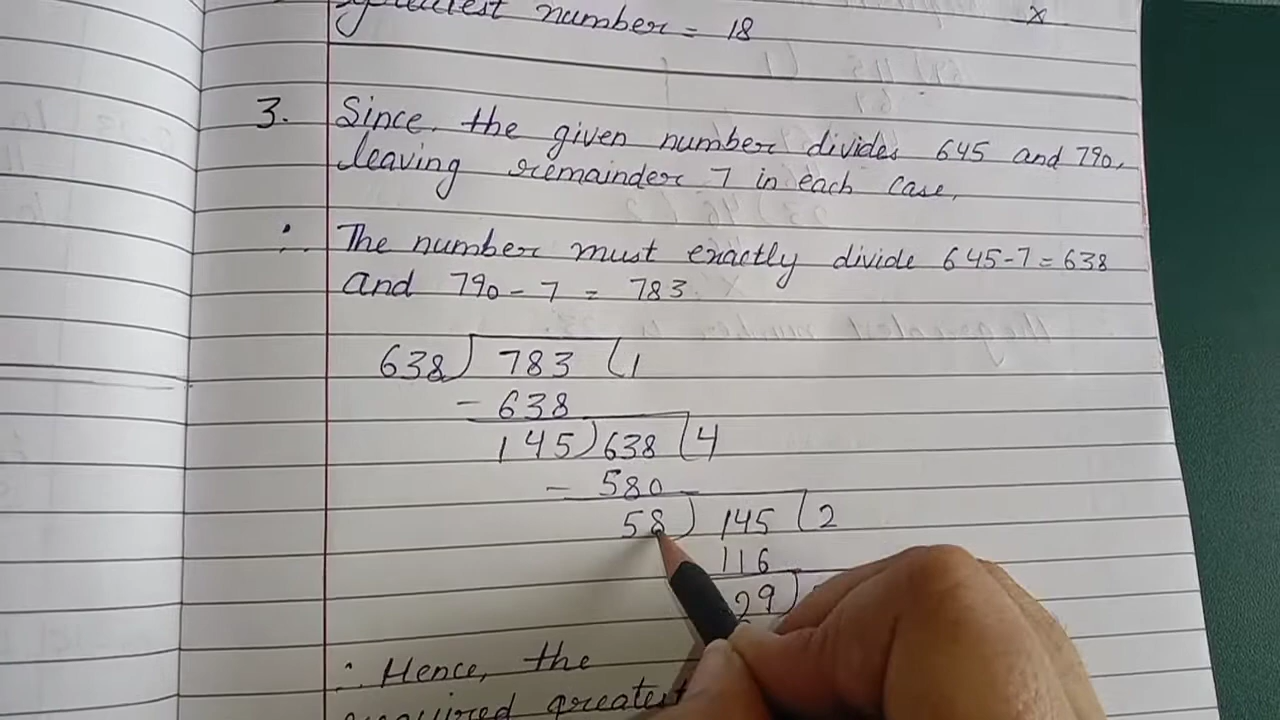 greatest number = 18
x
3. Since, the given number divides 645 and 790,
leaving remainder 7 in each case,
∴ The number must exactly divide 645-7=638
and 790-7 = 783
638) 783 (1
- 638
145) 638 (4
- 580
58) 145 (2
116
29)
∴ Hence, the
required greatest